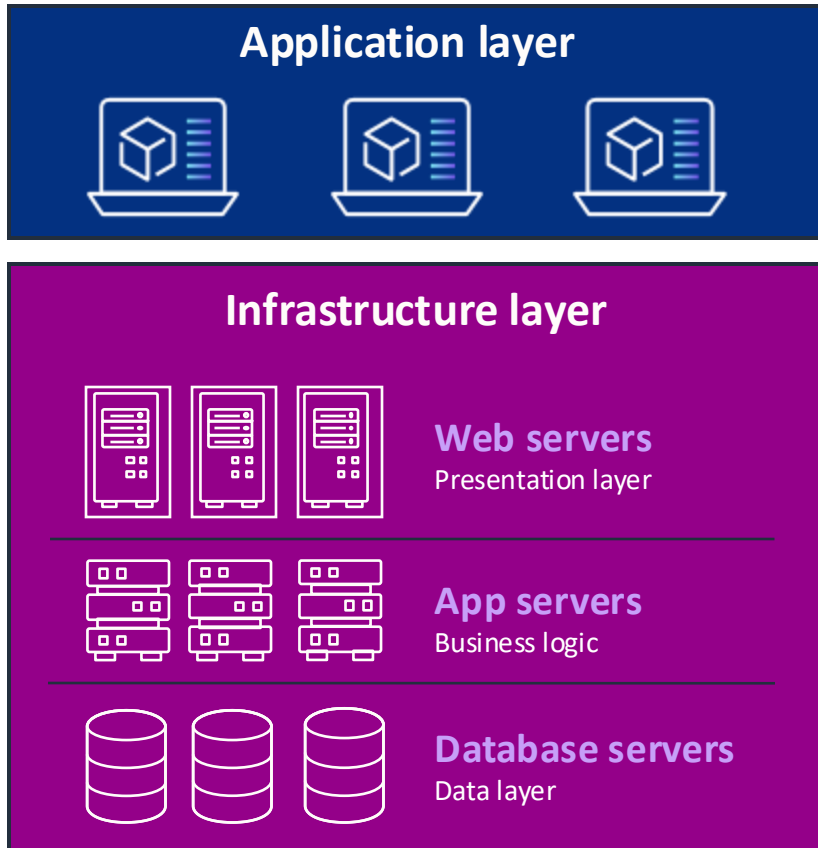 Application layer
Infrastructure layer
Web servers
Presentation layer
App servers
Business logic
Database servers
Data layer